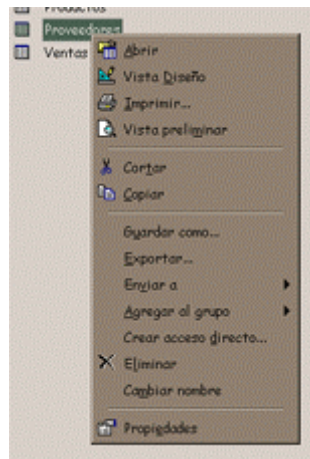 Productos
Proveedores
Ventas
Abrir
Vista Diseño
Imprimir...
Vista preliminar
Cortar
Copiar
Guardar como...
Exportar...
Enviar a
Agregar al grupo
Crear acceso directo...
Eliminar
Cambiar nombre
Propiedades